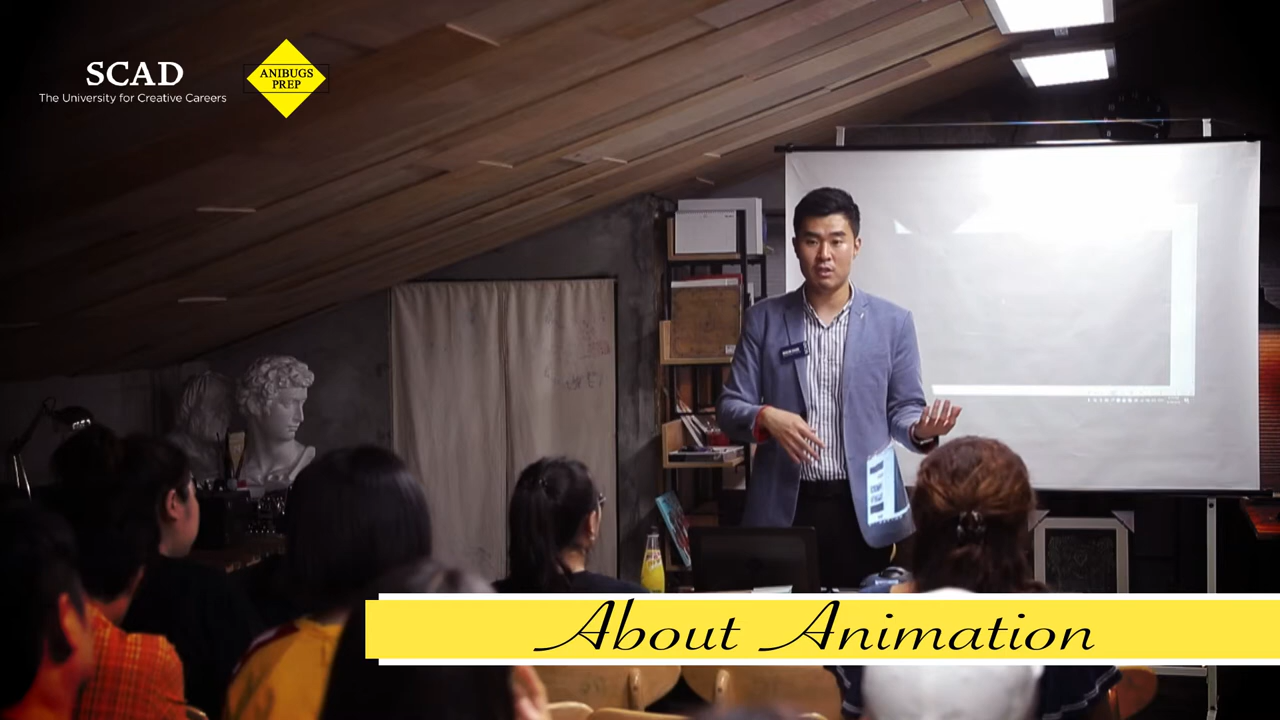 SCAD
The University for Creative Careers
ANIBUGS
PREP
About Animation